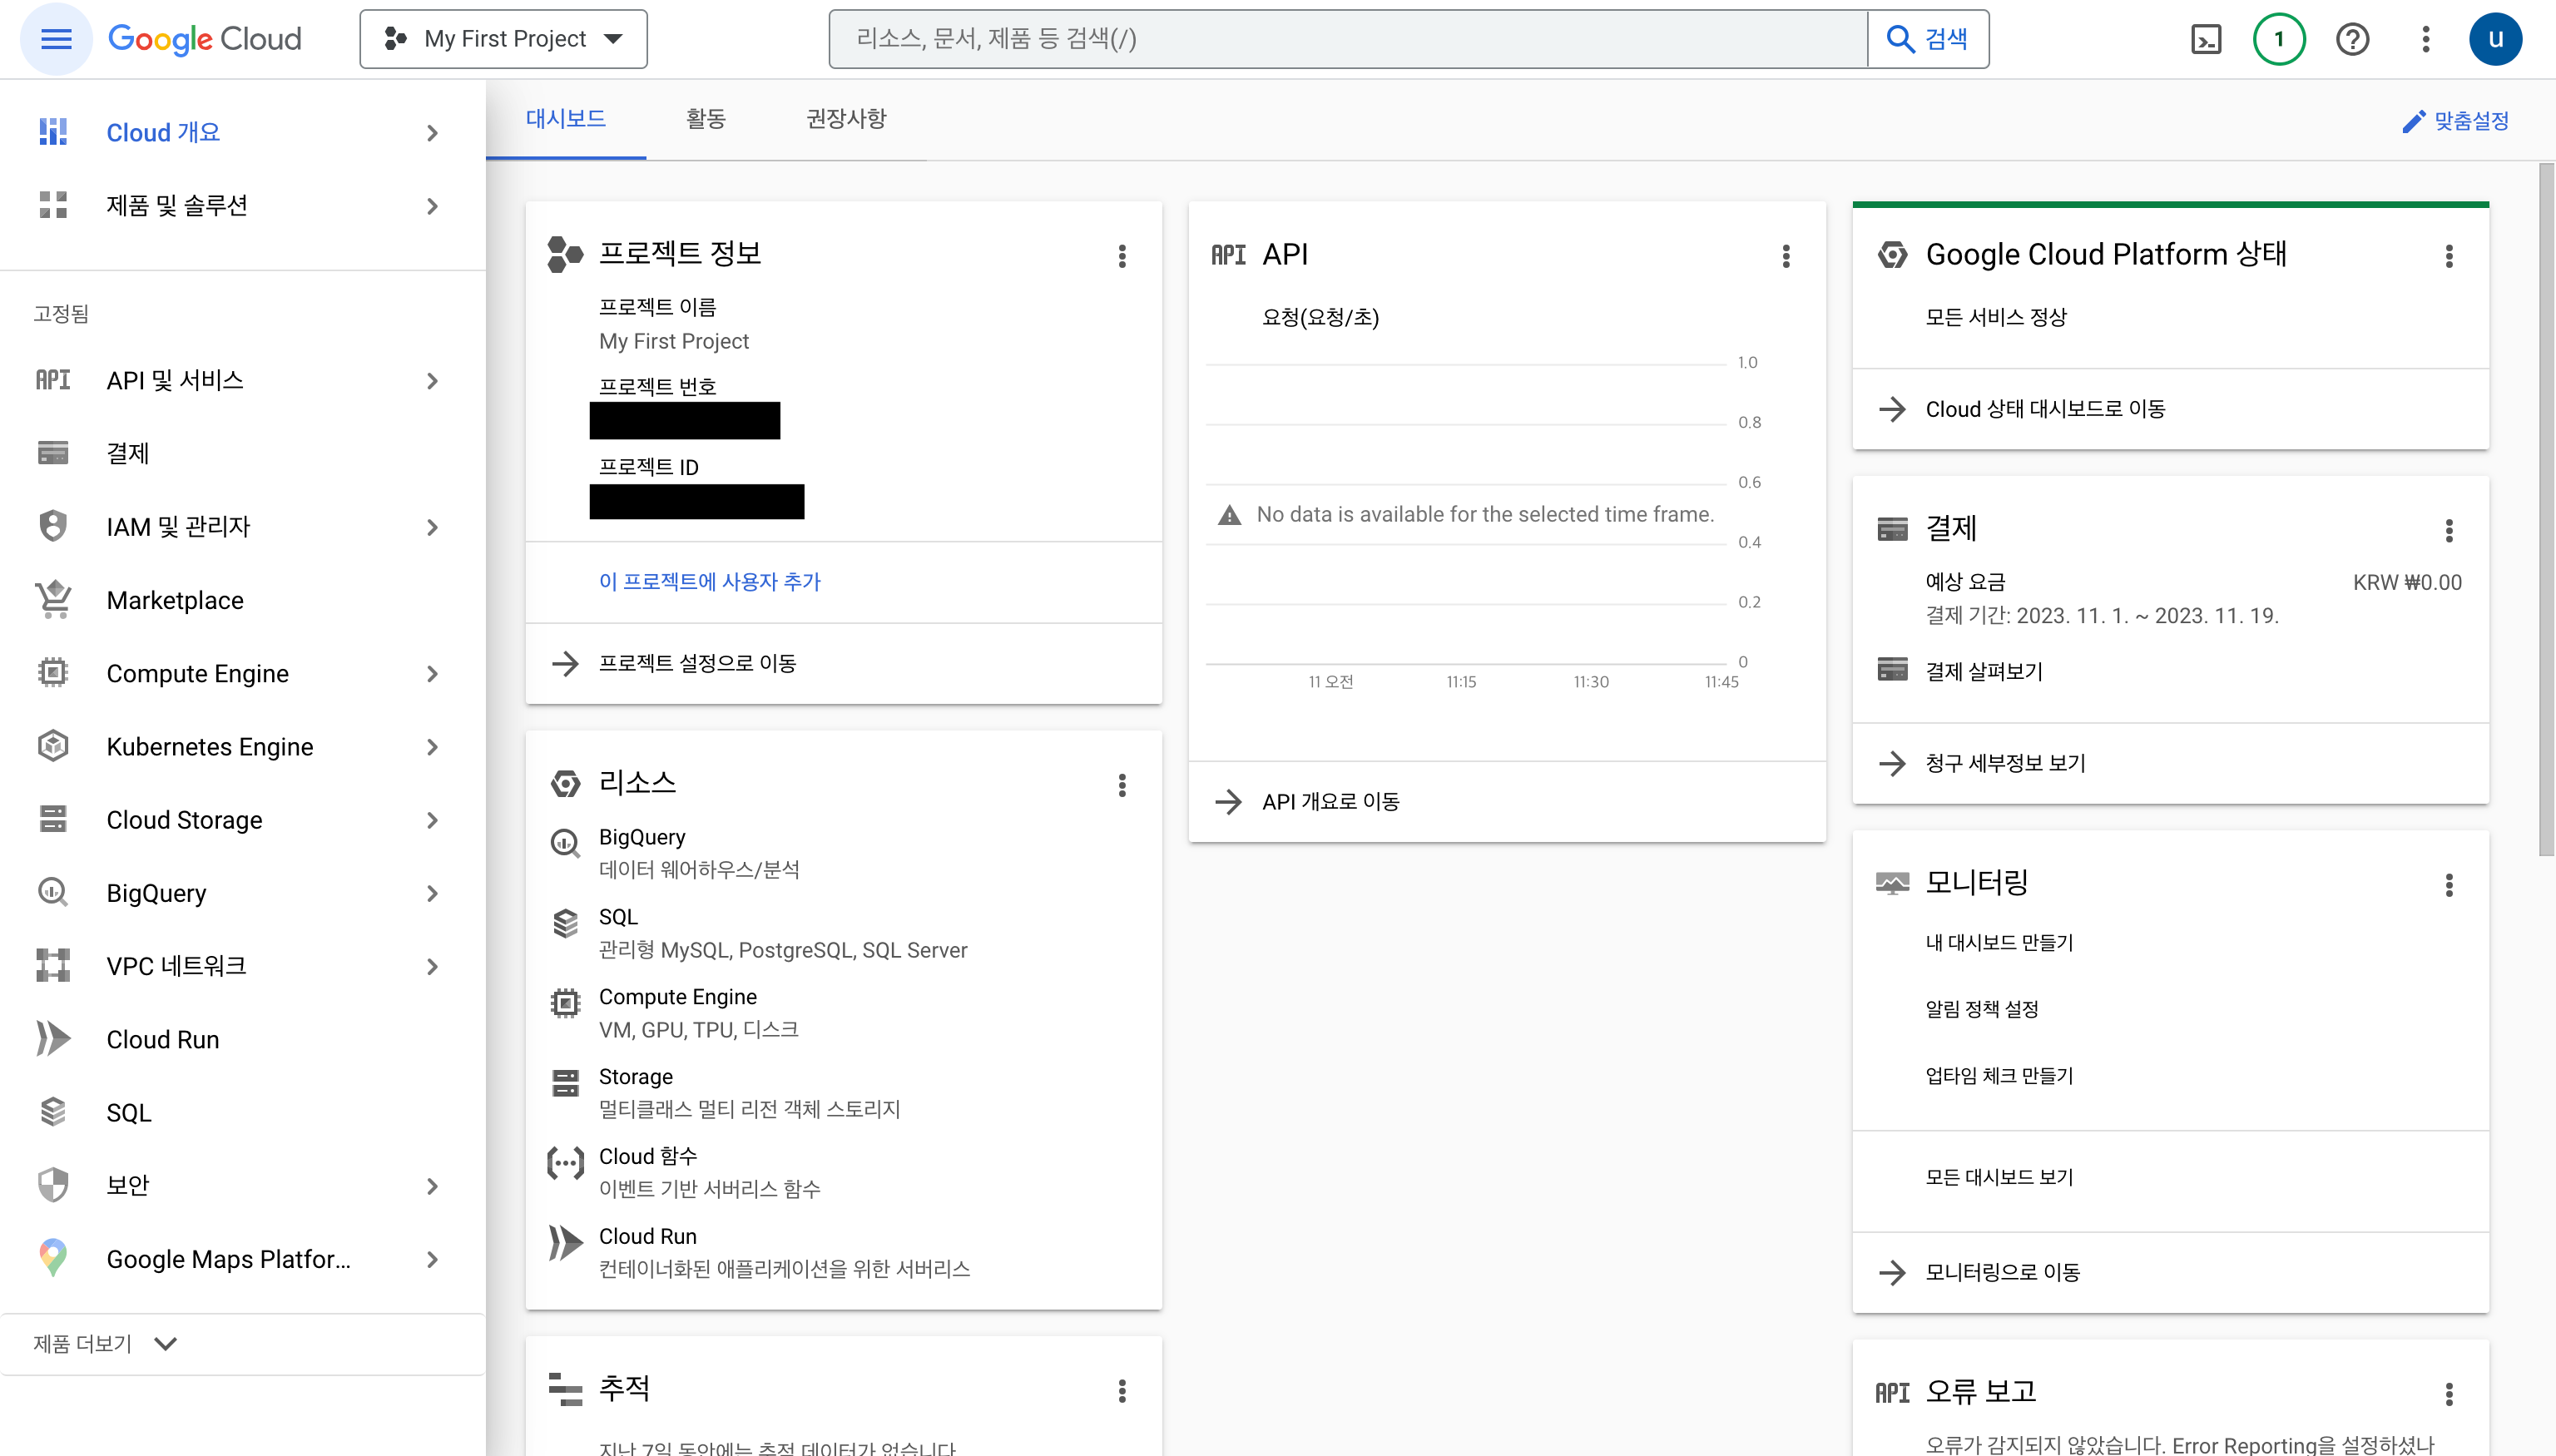 Google Cloud
My First Project
리소스, 문서, 제품 등 검색(/)
검색
1
u
Cloud 개요
제품 및 솔루션
고정됨
API API 및 서비스
결제
IAM 및 관리자
Marketplace
Compute Engine
Kubernetes Engine
Cloud Storage
BigQuery
VPC 네트워크
Cloud Run
SQL
보안
Google Maps Platfor...
제품 더보기
대시보드
활동
권장사항
맞춤설정
프로젝트 정보
프로젝트 이름
My First Project
프로젝트 번호
프로젝트 ID
이 프로젝트에 사용자 추가
프로젝트 설정으로 이동
리소스
BigQuery
데이터 웨어하우스/분석
SQL
관리형 MySQL, PostgreSQL, SQL Server
Compute Engine
VM, GPU, TPU, 디스크
Storage
멀티클래스 멀티 리전 객체 스토리지
Cloud 함수
이벤트 기반 서버리스 함수
Cloud Run
컨테이너화된 애플리케이션을 위한 서버리스
추적
지난 7일 동안에는 추적 데이터가 없습니다
API API
요청(요청/초)
1.0
0.8
0.6
No data is available for the selected time frame.
0.4
0.2
0
11 오전 11:15 11:30 11:45
API 개요로 이동
Google Cloud Platform 상태
모든 서비스 정상
Cloud 상태 대시보드로 이동
결제
예상 요금 KRW ₩0.00
결제 기간: 2023. 11. 1. ~ 2023. 11. 19.
결제 살펴보기
청구 세부정보 보기
모니터링
내 대시보드 만들기
알림 정책 설정
업타임 체크 만들기
모든 대시보드 보기
모니터링으로 이동
API 오류 보고
오류가 감지되지 않았습니다. Error Reporting을 설정하셨나